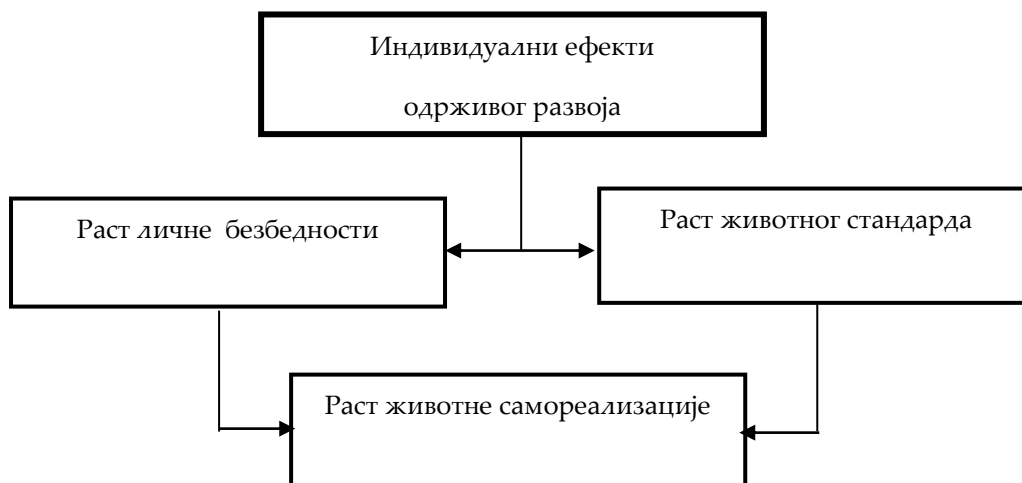 Индивидуални ефекти
одрживог развоја
Раст личне безбедности
Раст животног стандарда
Раст животне самореализације